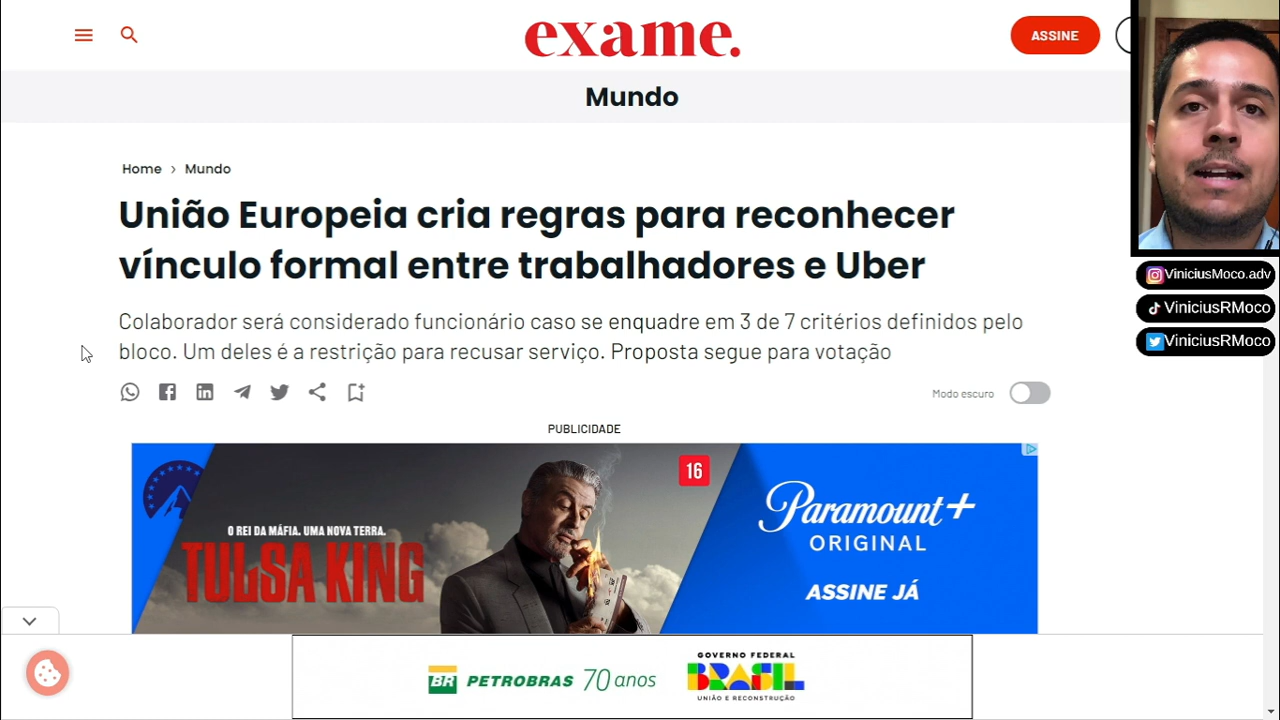 exame.
ASSINE
Mundo
Home › Mundo
União Europeia cria regras para reconhecer
vínculo formal entre trabalhadores e Uber
Colaborador será considerado funcionário caso se enquadre em 3 de 7 critérios definidos pelo
bloco. Um deles é a restrição para recusar serviço. Proposta segue para votação
Modo escuro
PUBLICIDADE
16
O REI DA MÁFIA. UMA NOVA TERRA.
TULSA KING
Paramount+
ORIGINAL
ASSINE JÁ
BR PETROBRAS 70 anos
GOVERNO FEDERAL
BRASIL
UNIÃO E RECONSTRUÇÃO
ViniciusMoco.adv
ViniciusRMoco
ViniciusRMoco